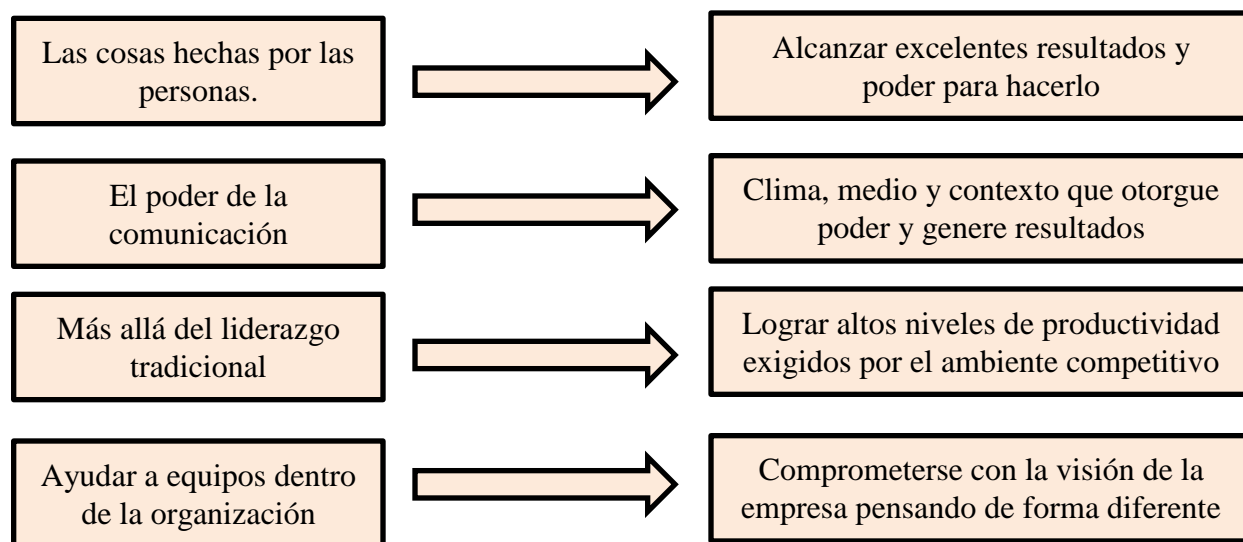 Las cosas hechas por las
personas.
Alcanzar excelentes resultados y
poder para hacerlo
El poder de la
comunicación
Clima, medio y contexto que otorgue
poder y genere resultados
Más allá del liderazgo
tradicional
Lograr altos niveles de productividad
exigidos por el ambiente competitivo
Ayudar a equipos dentro
de la organización
Comprometerse con la visión de la
empresa pensando de forma diferente